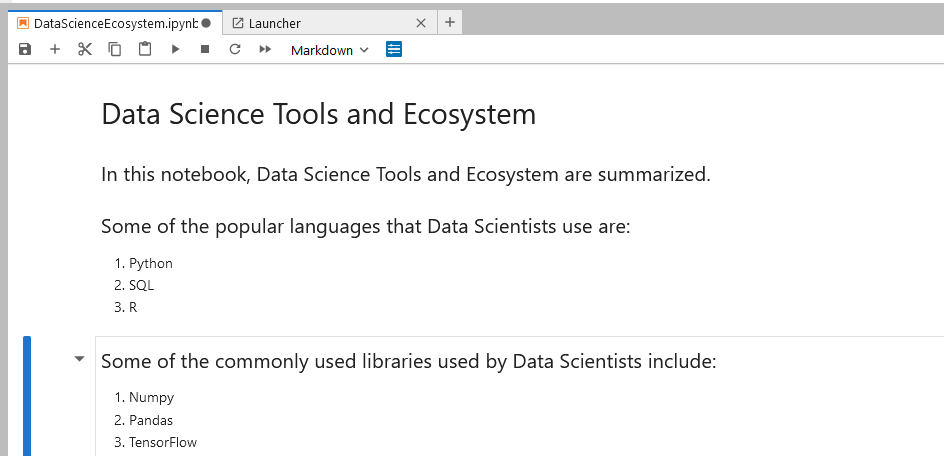 DataScienceEcosystem.ipynb
Launcher
Markdown
Data Science Tools and Ecosystem
In this notebook, Data Science Tools and Ecosystem are summarized.
Some of the popular languages that Data Scientists use are:
1. Python
2. SQL
3. R
Some of the commonly used libraries used by Data Scientists include:
1. Numpy
2. Pandas
3. TensorFlow